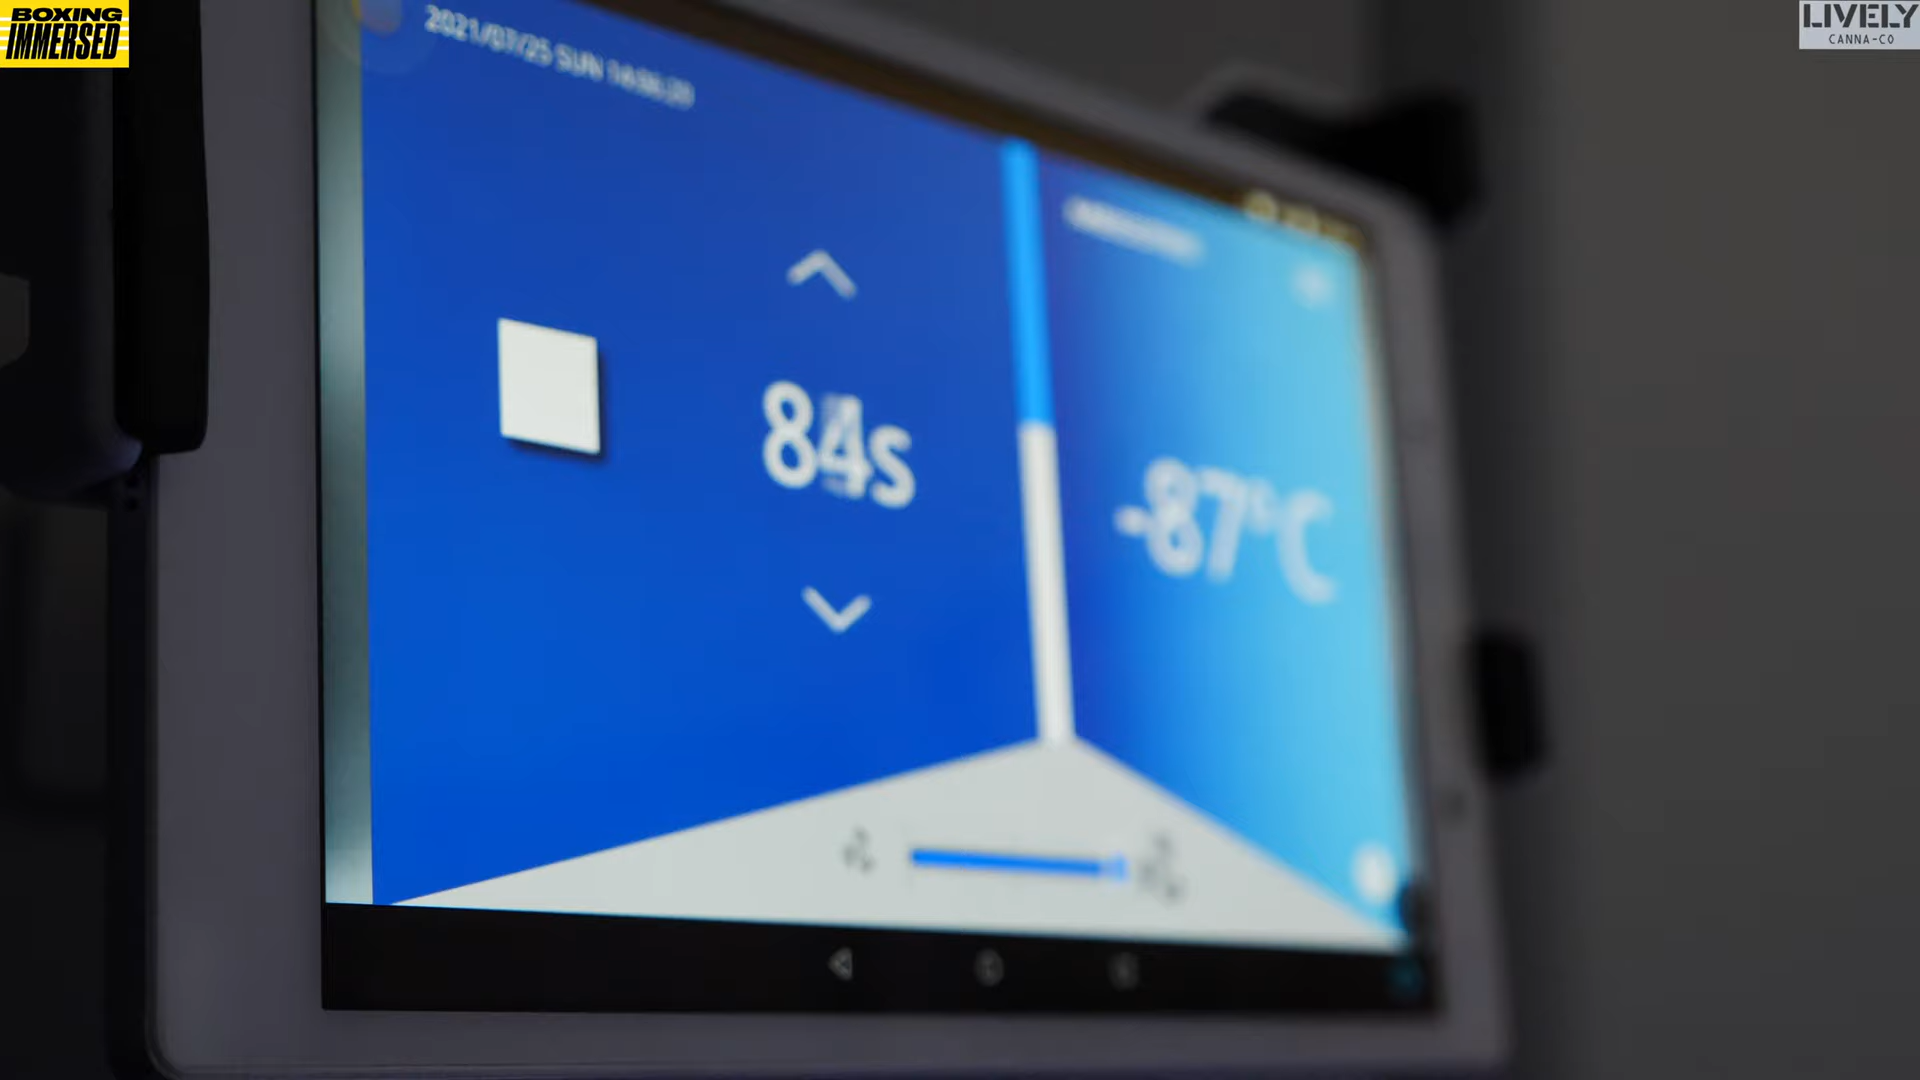 BOXING
IMMERSED
LIVELY
CANNA-CO
2021/07/25 SUN
84s
-87°C